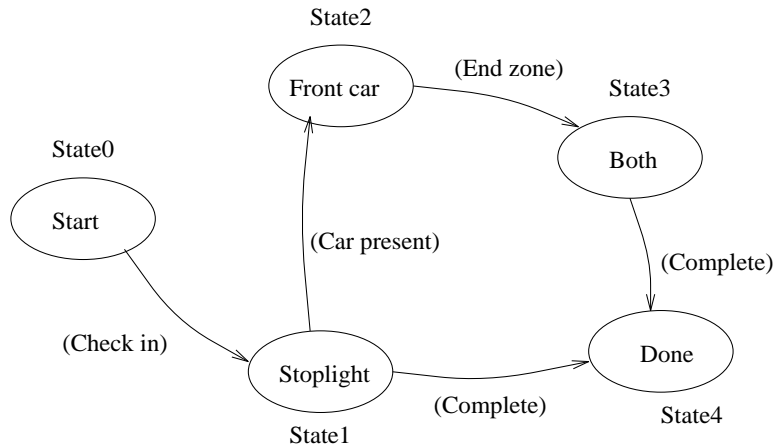 State2
Front car
(End zone)
State3
Both
State0
Start
(Car present)
(Complete)
(Check in)
Stoplight
Done
(Complete)
State4
State1